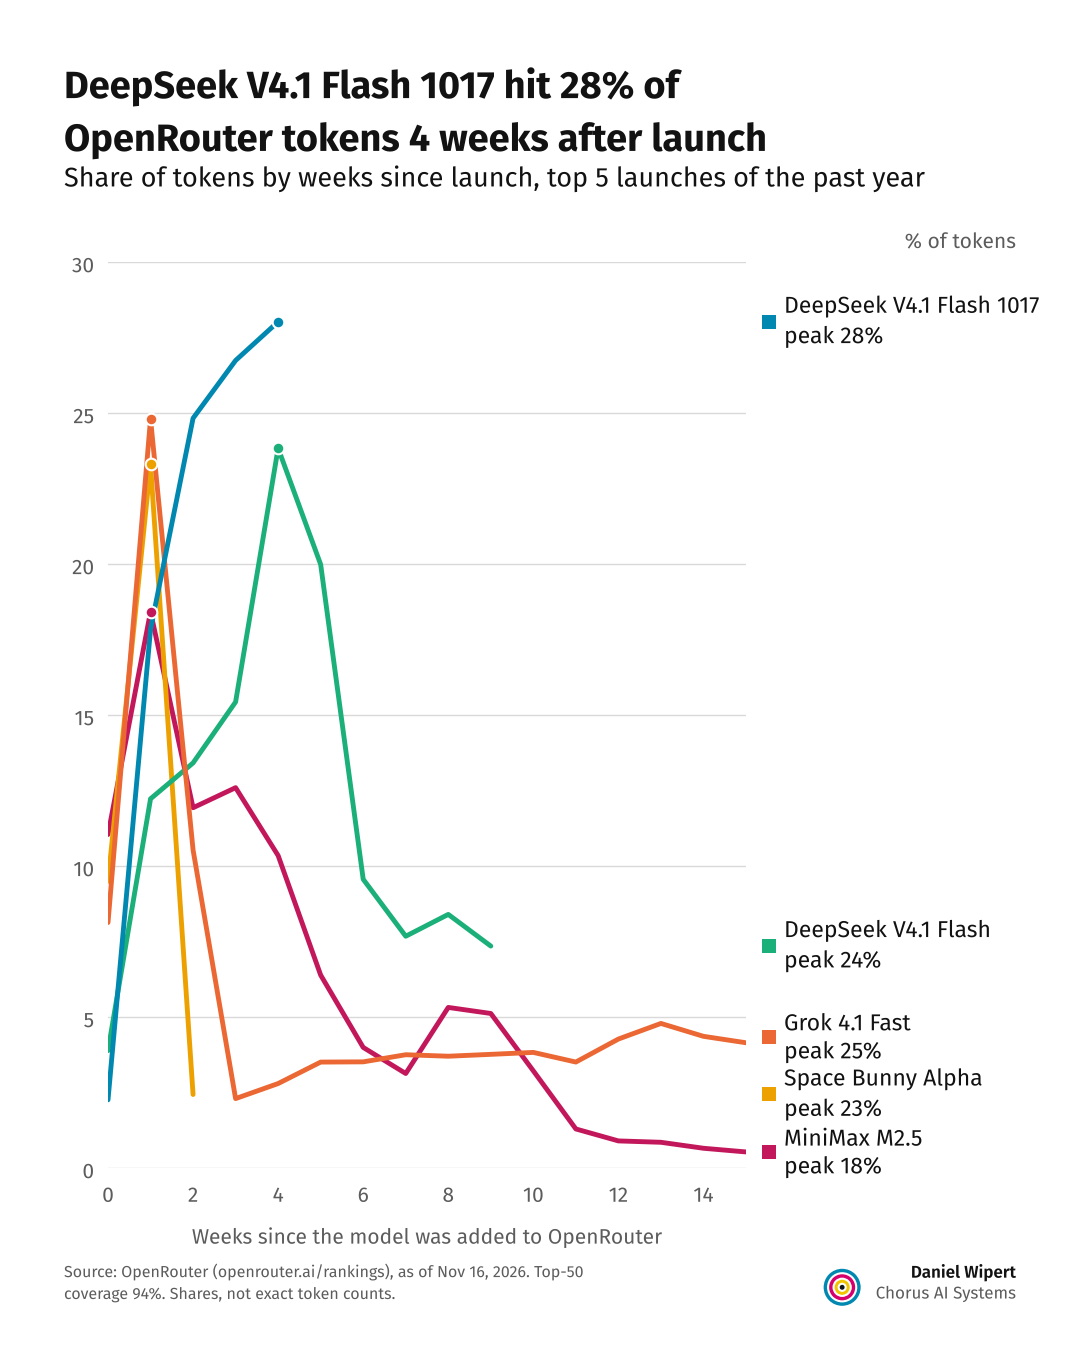 DeepSeek V4.1 Flash 1017 hit 28% of
OpenRouter tokens 4 weeks after launch
Share of tokens by weeks since launch, top 5 launches of the past year
% of tokens
30
25
20
15
10
5
0
DeepSeek V4.1 Flash 1017
peak 28%
DeepSeek V4.1 Flash
peak 24%
Grok 4.1 Fast
peak 25%
Space Bunny Alpha
peak 23%
MiniMax M2.5
peak 18%
0 2 4 6 8 10 12 14
Weeks since the model was added to OpenRouter
Source: OpenRouter (openrouter.ai/rankings), as of Nov 16, 2026. Top-50
coverage 94%. Shares, not exact token counts.
Daniel Wipert
Chorus AI Systems